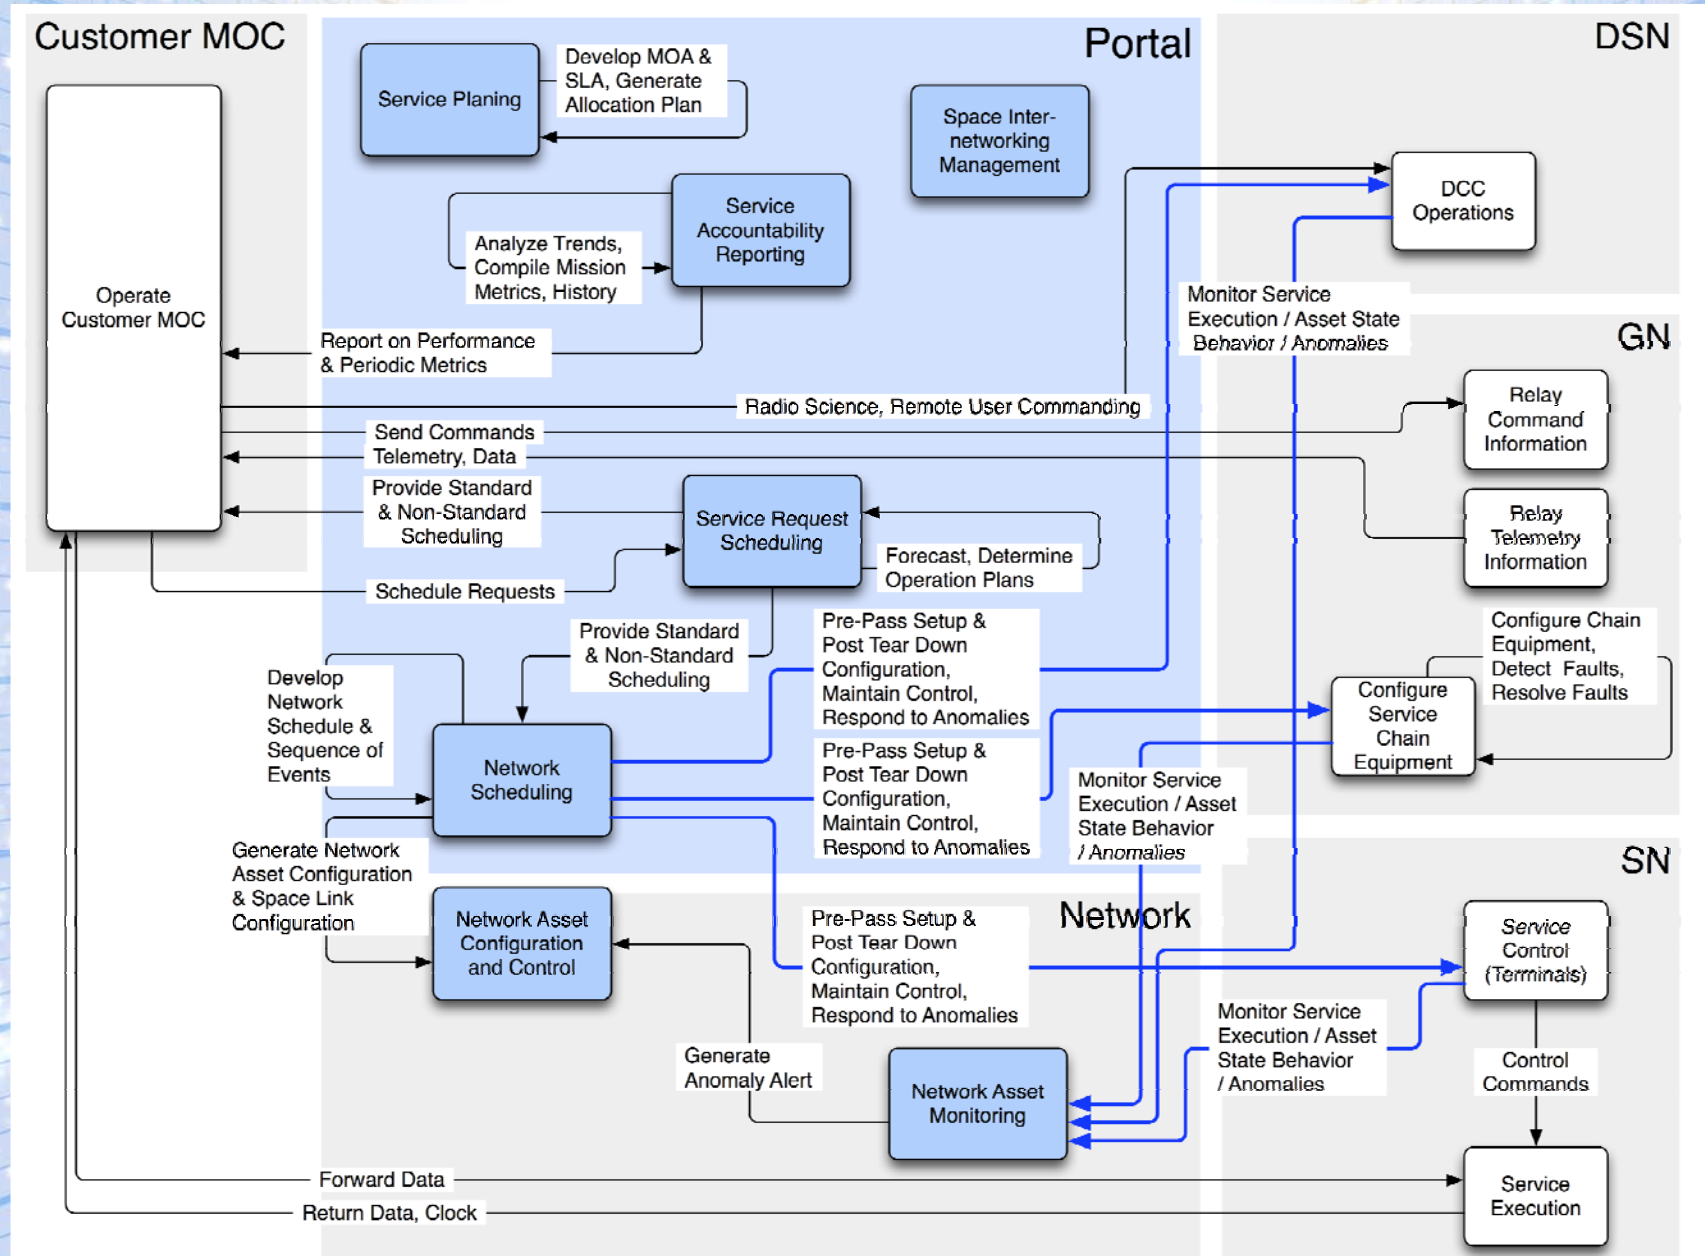 Customer MOC
Portal
DSN
Service Planing
Develop MOA &
SLA, Generate
Allocation Plan
Space Inter-
networking
Management
DCC
Operations
Service
Accountability
Reporting
Analyze Trends,
Compile Mission
Metrics, History
Operate
Customer MOC
Monitor Service
Execution / Asset State
Behavior / Anomalies
GN
Report on Performance
& Periodic Metrics
Relay
Command
Information
Radio Science, Remote User Commanding
Send Commands
Telemetry, Data
Provide Standard
& Non-Standard
Scheduling
Service Request
Scheduling
Relay
Telemetry
Information
Forecast, Determine
Operation Plans
Schedule Requests
Provide Standard
& Non-Standard
Scheduling
Pre-Pass Setup &
Post Tear Down
Configuration,
Maintain Control,
Respond to Anomalies
Configure Chain
Equipment,
Detect Faults,
Resolve Faults
Develop
Network
Schedule &
Sequence of
Events
Configure
Service
Chain
Equipment
Network
Scheduling
Pre-Pass Setup &
Post Tear Down
Configuration,
Maintain Control,
Respond to Anomalies
Monitor Service
Execution / Asset
State Behavior
/ Anomalies
Generate Network
Asset Configuration
& Space Link
Configuration
SN
Network Asset
Configuration
and Control
Network
Pre-Pass Setup &
Post Tear Down
Configuration,
Maintain Control,
Respond to Anomalies
Service
Control
(Terminals)
Monitor Service
Execution / Asset
State Behavior
/ Anomalies
Generate
Anomaly Alert
Network Asset
Monitoring
Control
Commands
Forward Data
Return Data, Clock
Service
Execution